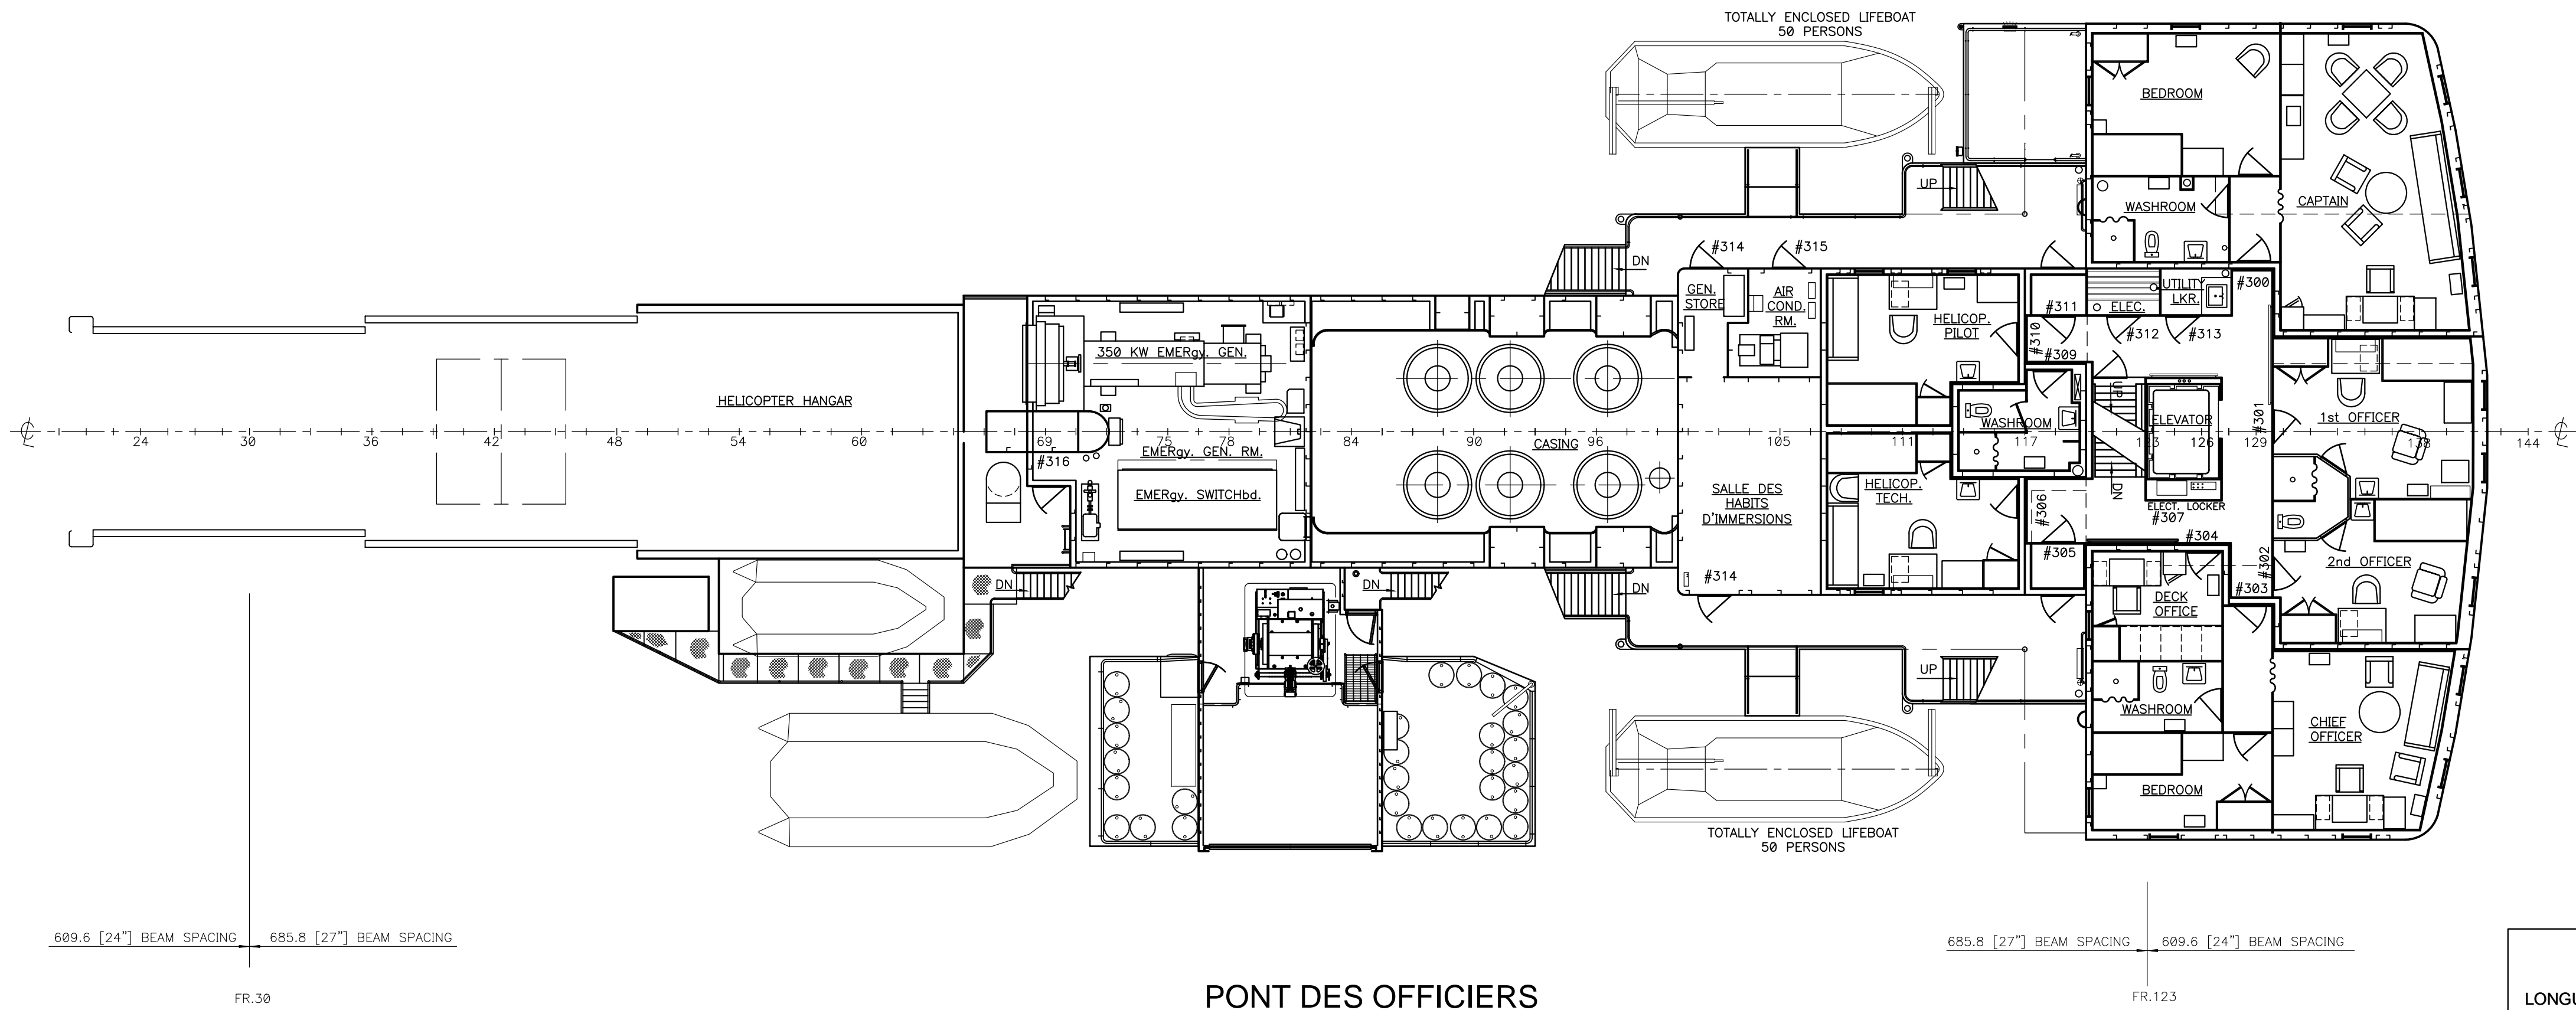 TOTALLY ENCLOSED LIFEBOAT
50 PERSONS
BEDROOM
UP
WASHROOM
CAPTAIN
#314
#315
DN
GEN.
STORE
AIR
COND.
RM.
#311
ELEC.
UTILITY
LKR.
#300
HELICOP.
PILOT
#310
#309
#312
#313
350 KW EMERgy. GEN.
HELICOPTER HANGAR
UP
WASHROOM
ELEVATOR
#301
1st OFFICER
24
30
36
42
48
54
60
69
75
78
84
90
96
105
111
117
123
126
129
138
144
CASING
EMERgy. GEN. RM.
#316
EMERgy. SWITCHbd.
SALLE DES
HABITS
D'IMMERSIONS
HELICOP.
TECH.
#306
DN
ELECT. LOCKER
#307
#304
#305
#302
#303
2nd OFFICER
DN
DN
DN
#314
DECK
OFFICE
UP
WASHROOM
CHIEF
OFFICER
BEDROOM
TOTALLY ENCLOSED LIFEBOAT
50 PERSONS
609.6 [24"] BEAM SPACING
685.8 [27"] BEAM SPACING
FR.30
685.8 [27"] BEAM SPACING
609.6 [24"] BEAM SPACING
FR.123
PONT DES OFFICIERS
LONGU